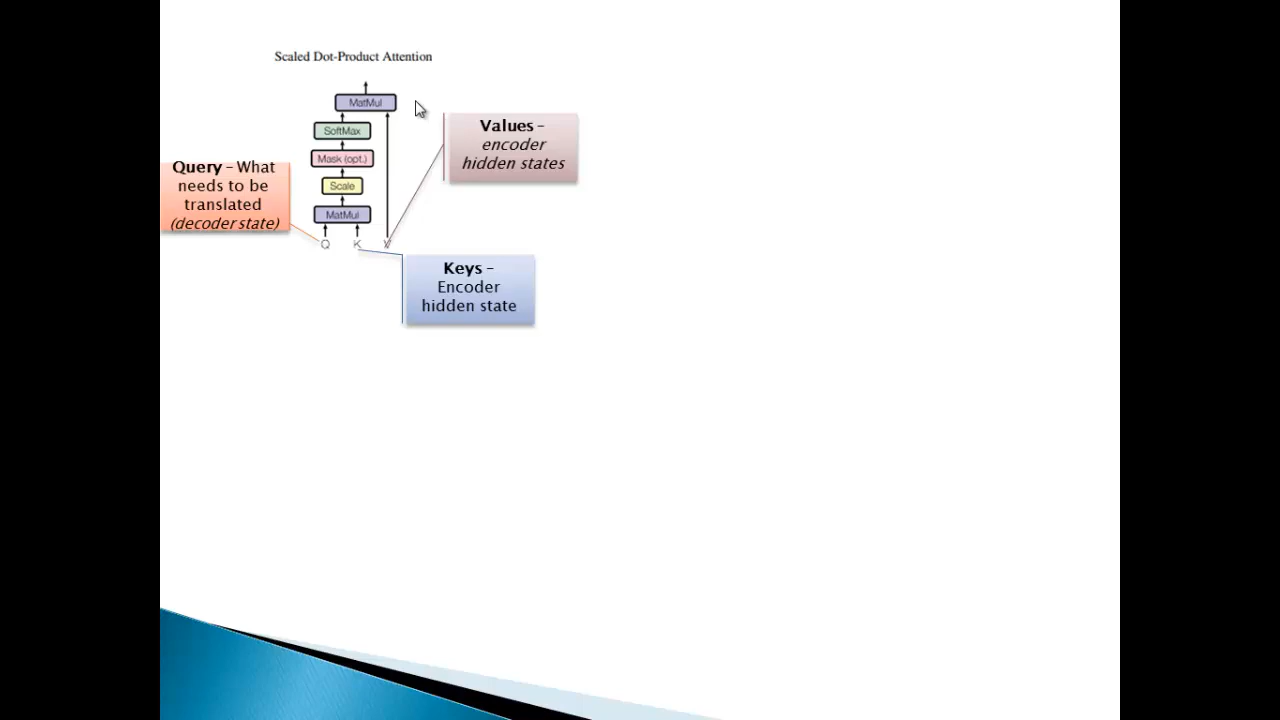 Scaled Dot-Product Attention
MatMul
SoftMax
Mask (opt.)
Scale
MatMul
Q K V
Query – What
needs to be
translated
(decoder state)
Values –
encoder
hidden states
Keys –
Encoder
hidden state